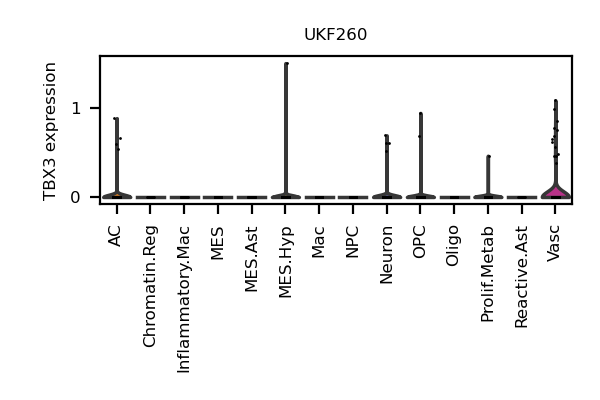 UKF260
TBX3 expression
1
0
AC
Chromatin.Reg
Inflammatory.Mac
MES
MES.Ast
MES.Hyp
Mac
NPC
Neuron
OPC
Oligo
Prolif.Metab
Reactive.Ast
Vasc